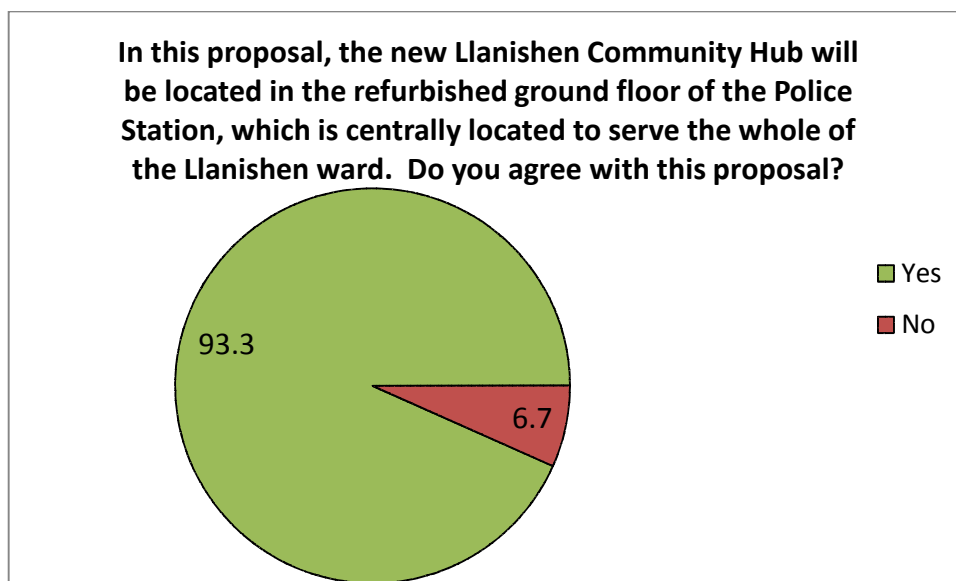 In this proposal, the new Llanishen Community Hub will
be located in the refurbished ground floor of the Police
Station, which is centrally located to serve the whole of
the Llanishen ward.  Do you agree with this proposal?
Yes
No
93.3
6.7